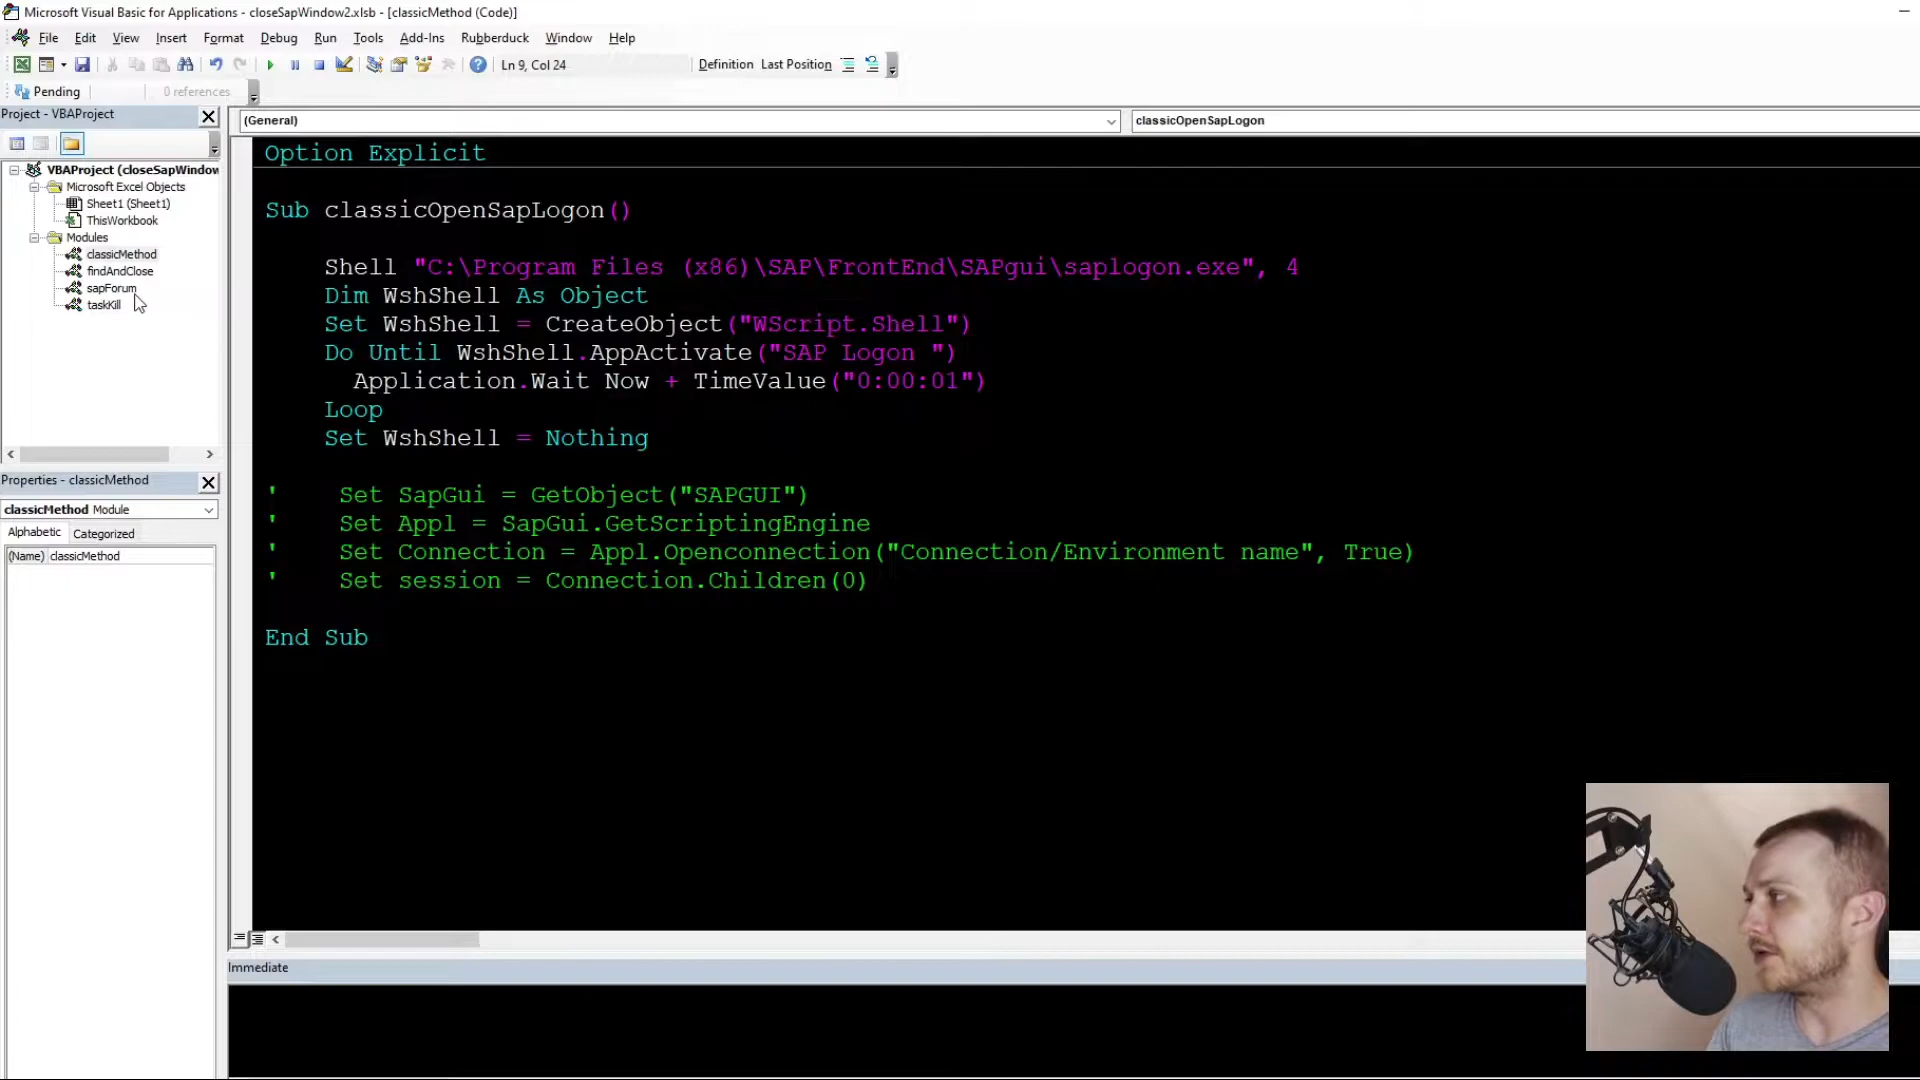 Microsoft Visual Basic for Applications - closeSapWindow2.xlsb - [classicMethod (Code)]
File Edit View Insert Format Debug Run Tools Add-Ins Rubberduck Window Help
Ln 9, Col 24 Definition Last Position
Pending 0 references
Project - VBAProject
(General) classicOpenSapLogon
VBAProject (closeSapWindow
Microsoft Excel Objects
Sheet1 (Sheet1)
ThisWorkbook
Modules
classicMethod
findAndClose
sapForum
taskKill
Properties - classicMethod
classicMethod Module
Alphabetic Categorized
(Name) classicMethod
Option Explicit
Sub classicOpenSapLogon()
Shell "C:\Program Files (x86)\SAP\FrontEnd\SAPgui\saplogon.exe", 4
Dim WshShell As Object
Set WshShell = CreateObject("WScript.Shell")
Do Until WshShell.AppActivate("SAP Logon ")
Application.Wait Now + TimeValue("0:00:01")
Loop
Set WshShell = Nothing
' Set SapGui = GetObject("SAPGUI")
' Set Appl = SapGui.GetScriptingEngine
' Set Connection = Appl.Openconnection("Connection/Environment name", True)
' Set session = Connection.Children(0)
End Sub
Immediate